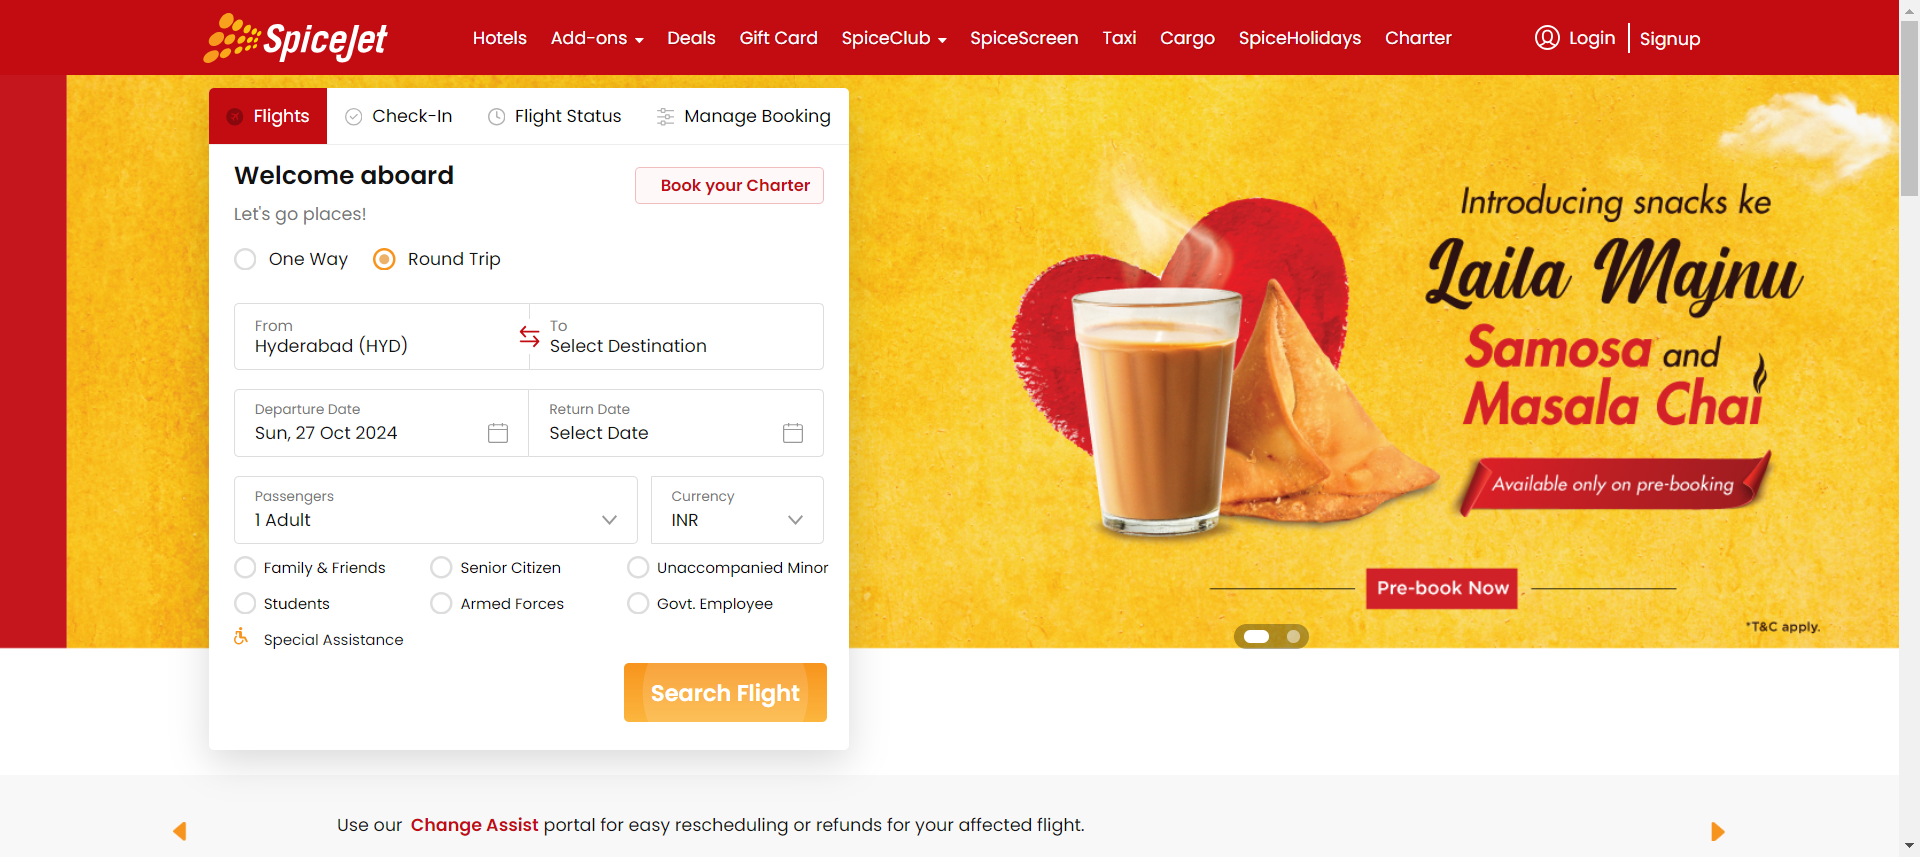 SpiceJet
Hotels Add-ons Deals Gift Card SpiceClub SpiceScreen Taxi Cargo SpiceHolidays Charter Login Signup
Flights Check-In Flight Status Manage Booking
Welcome aboard
Book your Charter
Let's go places!
One Way Round Trip
From
Hyderabad (HYD)
To
Select Destination
Departure Date
Sun, 27 Oct 2024
Return Date
Select Date
Passengers
1 Adult
Currency
INR
Family & Friends Senior Citizen Unaccompanied Minor
Students Armed Forces Govt. Employee
Special Assistance
Search Flight
Introducing snacks ke
Laila Majnu
Samosa and
Masala Chai
Available only on pre-booking
Pre-book Now
*T&C apply.
Use our Change Assist portal for easy rescheduling or refunds for your affected flight.